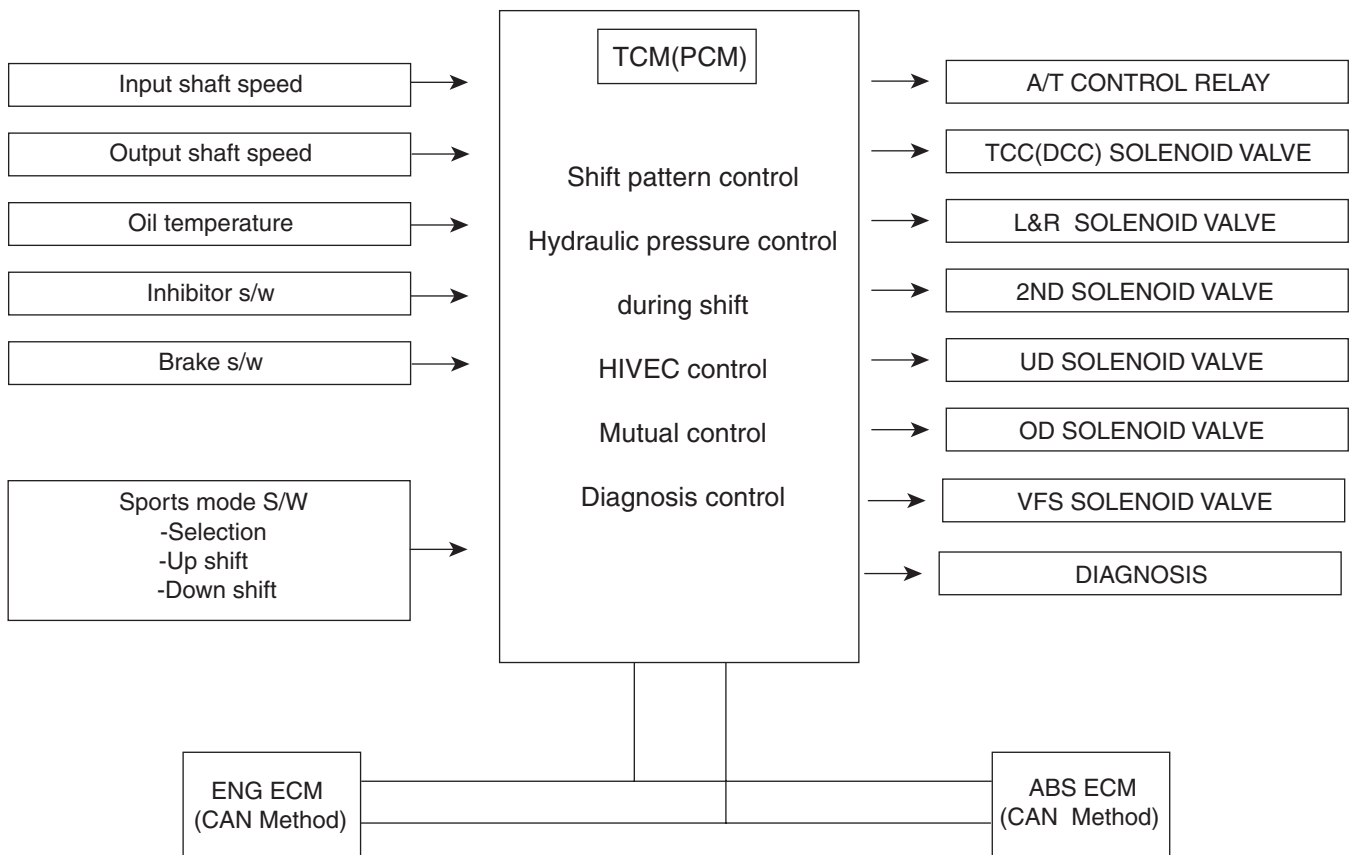 TCM(PCM)
Input shaft speed
Output shaft speed
Oil temperature
Inhibitor s/w
Brake s/w
Sports mode S/W
-Selection
-Up shift
-Down shift
Shift pattern control
Hydraulic pressure control
during shift
HIVEC control
Mutual control
Diagnosis control
A/T CONTROL RELAY
TCC(DCC) SOLENOID VALVE
L&R SOLENOID VALVE
2ND SOLENOID VALVE
UD SOLENOID VALVE
OD SOLENOID VALVE
VFS SOLENOID VALVE
DIAGNOSIS
ENG ECM
(CAN Method)
ABS ECM
(CAN Method)